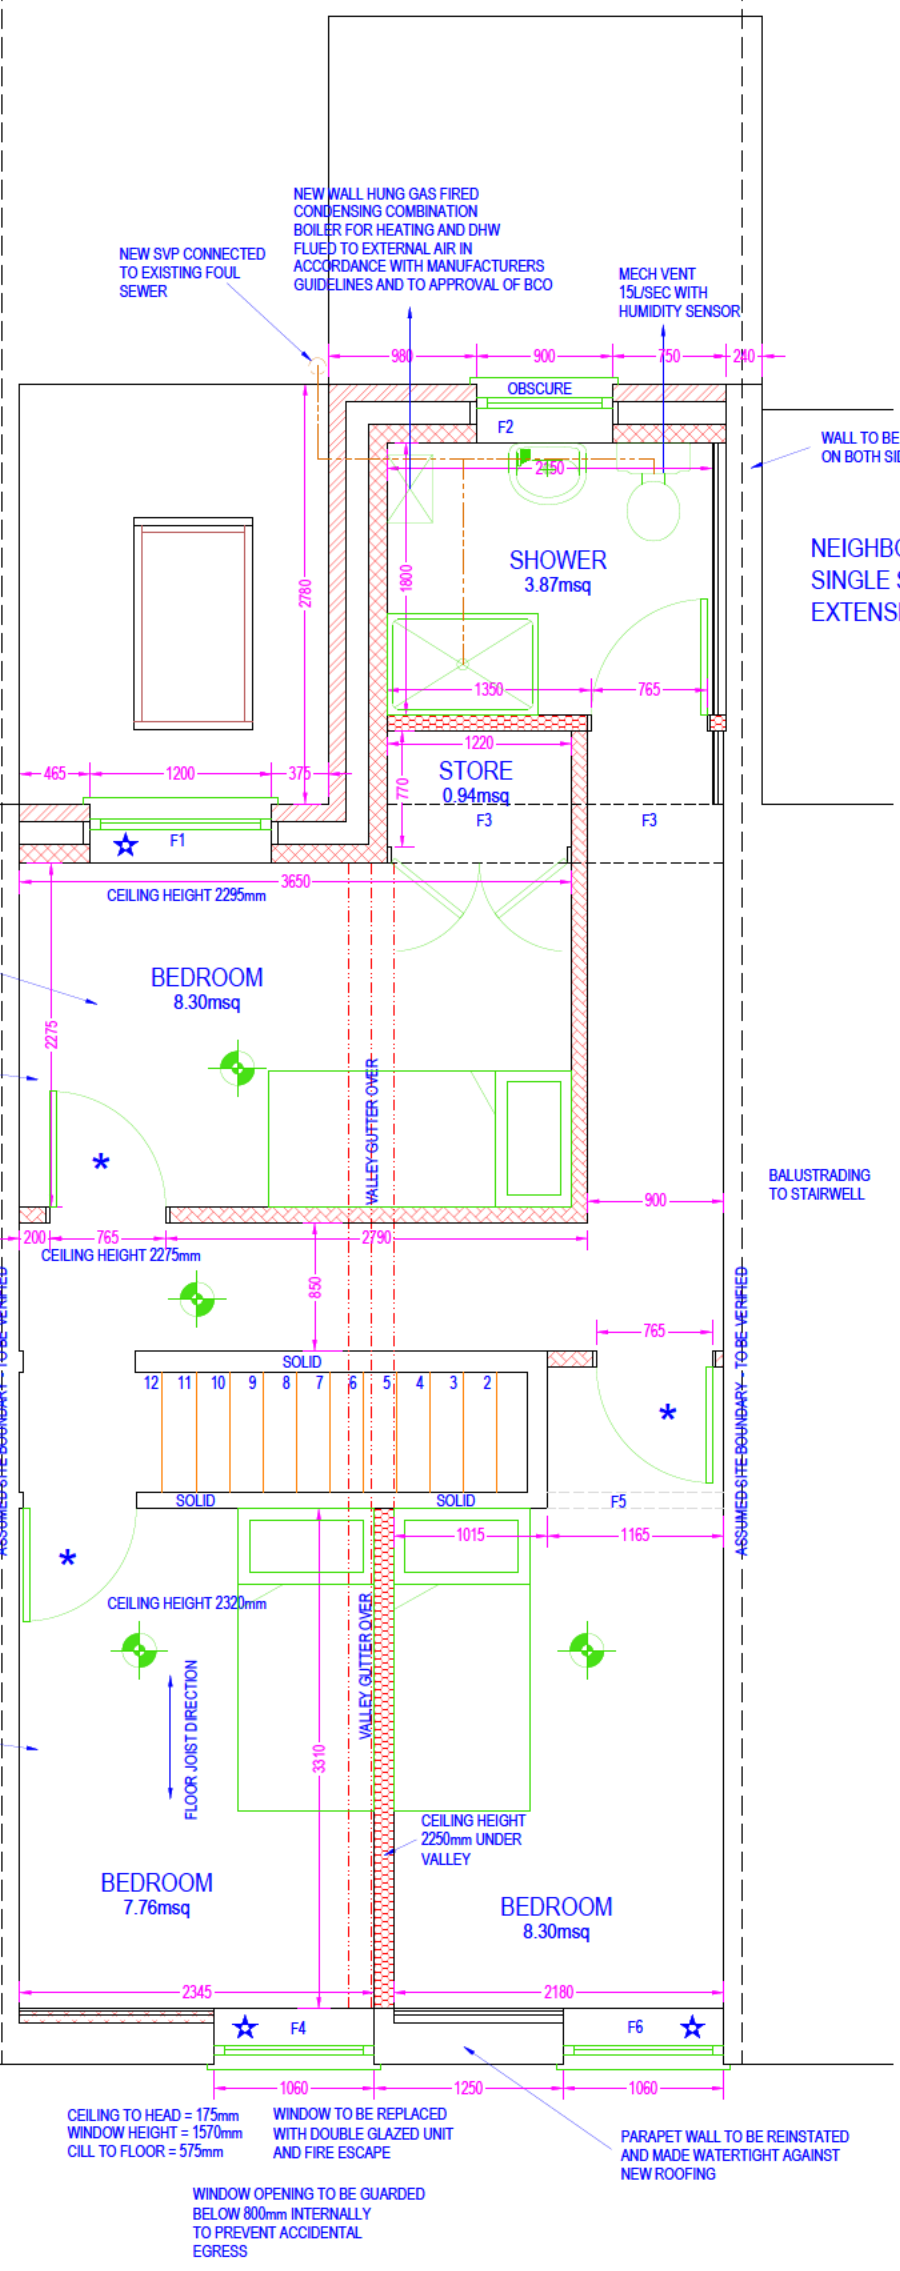 NEW WALL HUNG GAS FIRED
CONDENSING COMBINATION
BOILER FOR HEATING AND DHW
FLUED TO EXTERNAL AIR IN
ACCORDANCE WITH MANUFACTURERS
GUIDELINES AND TO APPROVAL OF BCO
NEW SVP CONNECTED
TO EXISTING FOUL
SEWER
MECH VENT
15L/SEC WITH
HUMIDITY SENSOR
980
900
750
240
OBSCURE
F2
WALL TO BE
ON BOTH SID
2150
NEIGHBO
SINGLE S
EXTENSI
SHOWER
3.87msq
1800
2780
1350
765
465
1200
375
1220
STORE
0.94msq
770
F3
F3
F1
3650
CEILING HEIGHT 2295mm
BEDROOM
8.30msq
2275
VALLEY GUTTER OVER
*
BALUSTRADING
TO STAIRWELL
900
200
765
2790
CEILING HEIGHT 2275mm
850
765
ASSUMED SITE BOUNDARY - TO BE VERIFIED
ASSUMED SITE BOUNDARY - TO BE VERIFIED
SOLID
12 11 10 9 8 7 6 5 4 3 2
*
SOLID
SOLID
F5
1015
1165
*
CEILING HEIGHT 2320mm
VALLEY GUTTER OVER
FLOOR JOIST DIRECTION
3310
CEILING HEIGHT
2250mm UNDER
VALLEY
BEDROOM
7.76msq
BEDROOM
8.30msq
2345
2180
F4
F6
1060
1250
1060
CEILING TO HEAD = 175mm
WINDOW HEIGHT = 1570mm
CILL TO FLOOR = 575mm
WINDOW TO BE REPLACED
WITH DOUBLE GLAZED UNIT
AND FIRE ESCAPE
PARAPET WALL TO BE REINSTATED
AND MADE WATERTIGHT AGAINST
NEW ROOFING
WINDOW OPENING TO BE GUARDED
BELOW 800mm INTERNALLY
TO PREVENT ACCIDENTAL
EGRESS